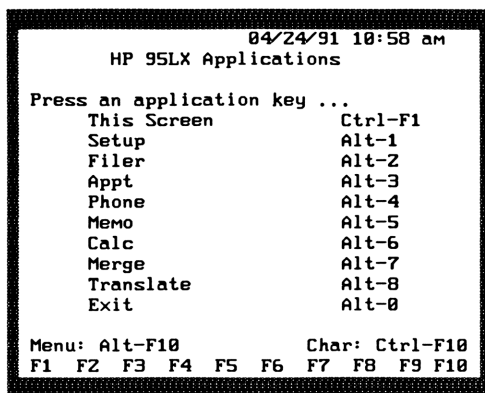 04/24/91 10:58 am
HP 95LX Applications
Press an application key ...
This Screen Ctrl-F1
Setup Alt-1
Filer Alt-2
Appt Alt-3
Phone Alt-4
Memo Alt-5
Calc Alt-6
Merge Alt-7
Translate Alt-8
Exit Alt-0
Menu: Alt-F10 Char: Ctrl-F10
F1 F2 F3 F4 F5 F6 F7 F8 F9 F10